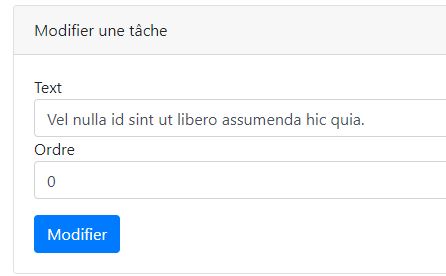 Modifier une tâche
Text
Vel nulla id sint ut libero assumenda hic quia.
Ordre
0
Modifier